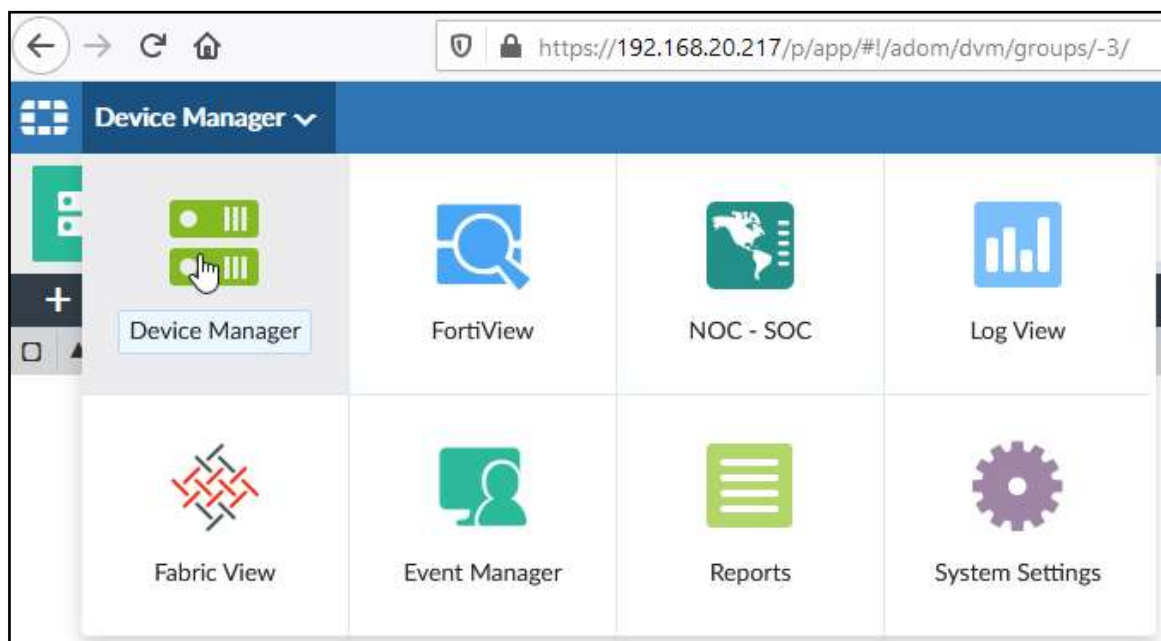 https://192.168.20.217/p/app/#!/adom/dvm/groups/-3/
Device Manager
Device Manager
FortiView
NOC - SOC
Log View
Fabric View
Event Manager
Reports
System Settings